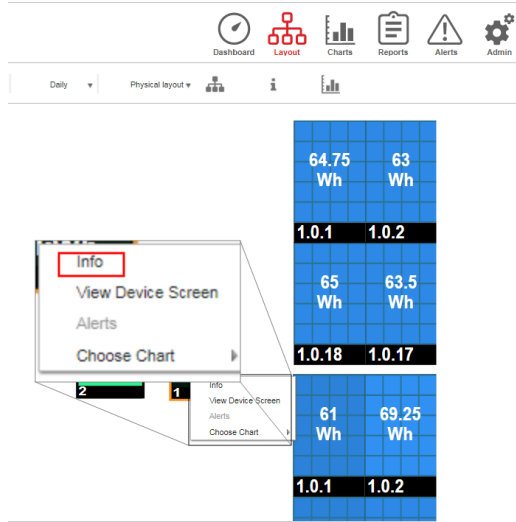 Dashboard Layout Charts Reports Alerts Admin
Daily Physical layout i
64.75 63
Wh Wh
1.0.1 1.0.2
65 63.5
Wh Wh
1.0.18 1.0.17
Info
View Device Screen
Alerts
Choose Chart
2 1
Info
View Device Screen
Alerts
Choose Chart
61 69.25
Wh Wh
1.0.1 1.0.2